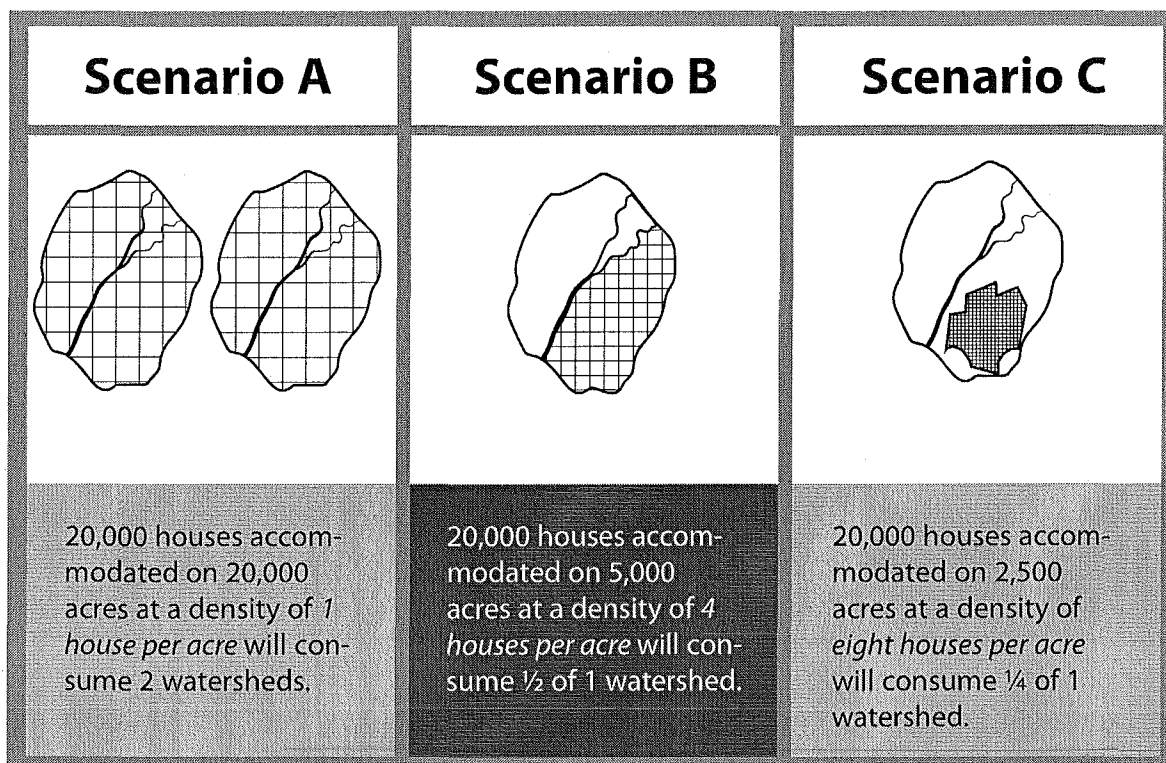 Scenario A
Scenario B
Scenario C
20,000 houses accom-
modated on 20,000
acres at a density of 1
house per acre will con-
sume 2 watersheds.
20,000 houses accom-
modated on 5,000
acres at a density of 4
houses per acre will con-
sume ½ of 1 watershed.
20,000 houses accom-
modated on 2,500
acres at a density of
eight houses per acre
will consume ¼ of 1
watershed.